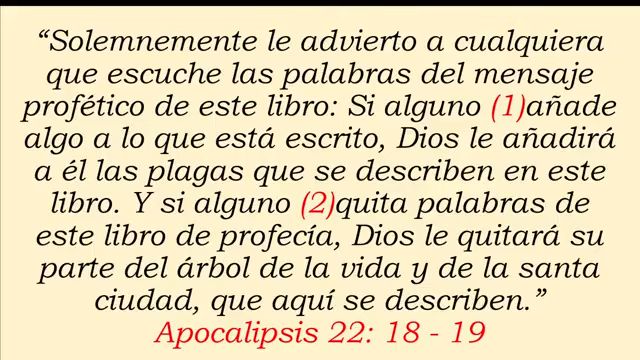 “Solemnemente le advierto a cualquiera
que escuche las palabras del mensaje
profético de este libro: Si alguno (1)añade
algo a lo que está escrito, Dios le añadirá
a él las plagas que se describen en este
libro. Y si alguno (2)quita palabras de
este libro de profecía, Dios le quitará su
parte del árbol de la vida y de la santa
ciudad, que aquí se describen.”
Apocalipsis 22: 18 - 19